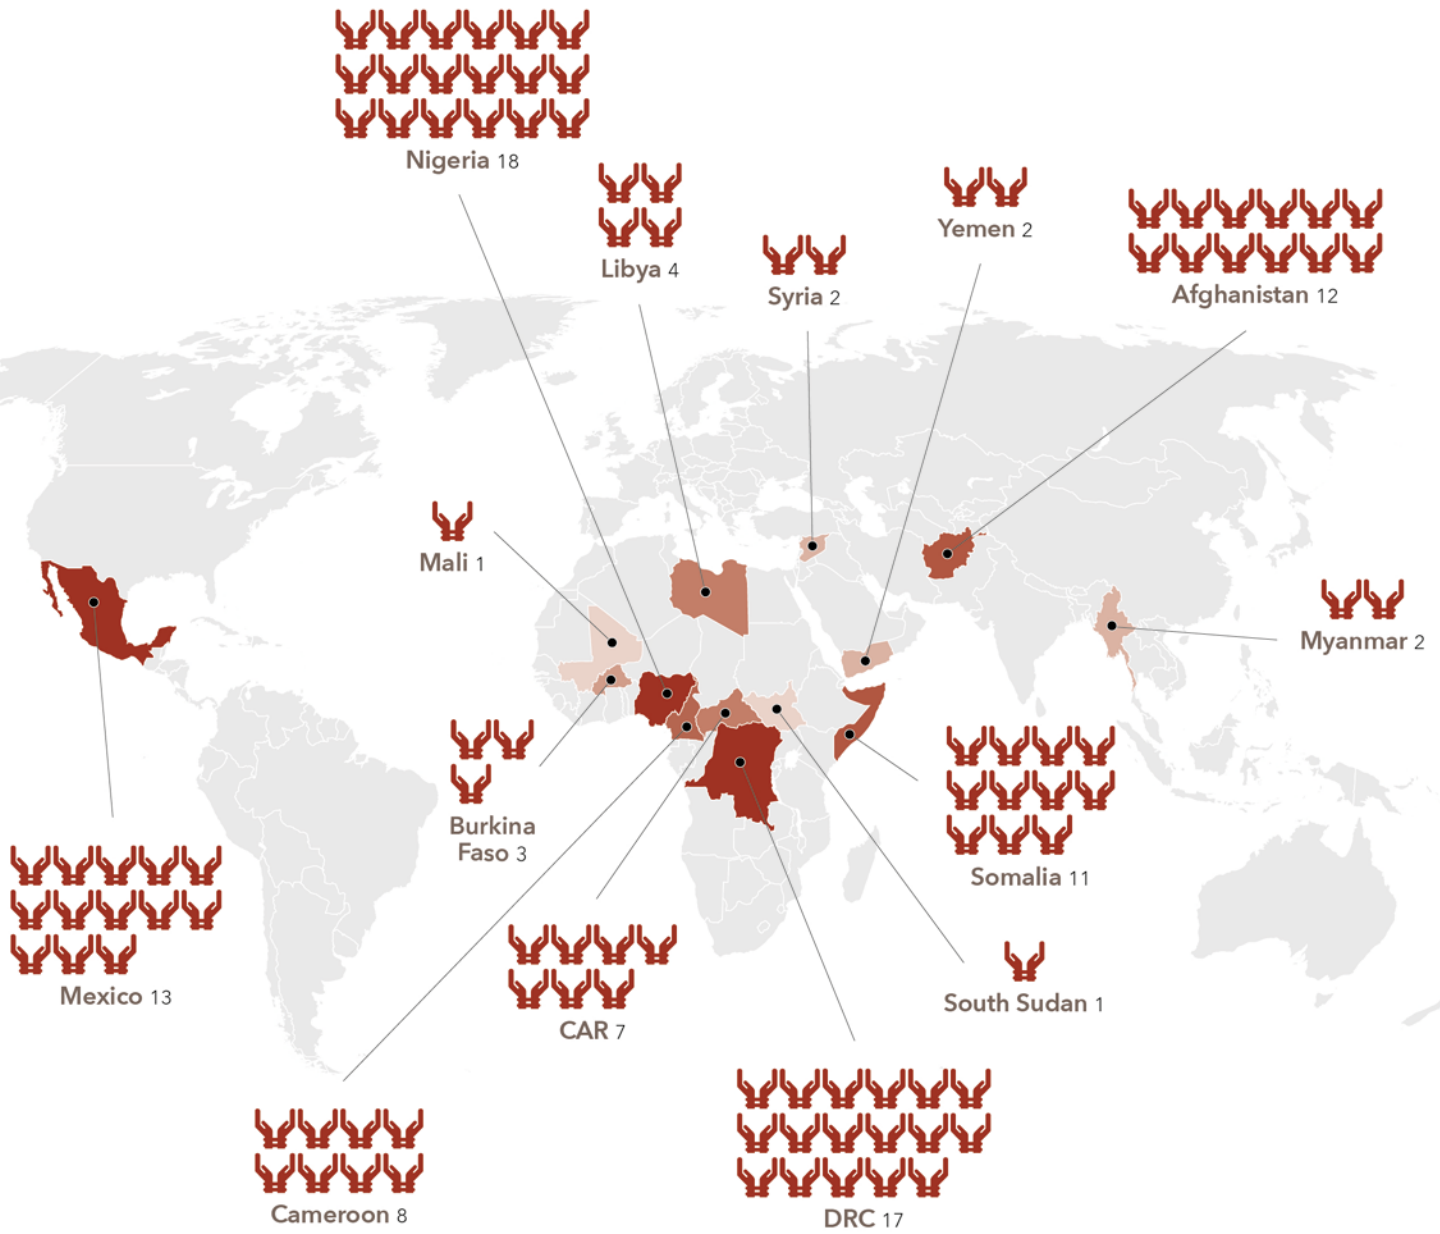 Nigeria 18
Libya 4
Syria 2
Yemen 2
Afghanistan 12
Mali 1
Myanmar 2
Burkina
Faso 3
Somalia 11
Mexico 13
CAR 7
South Sudan 1
Cameroon 8
DRC 17